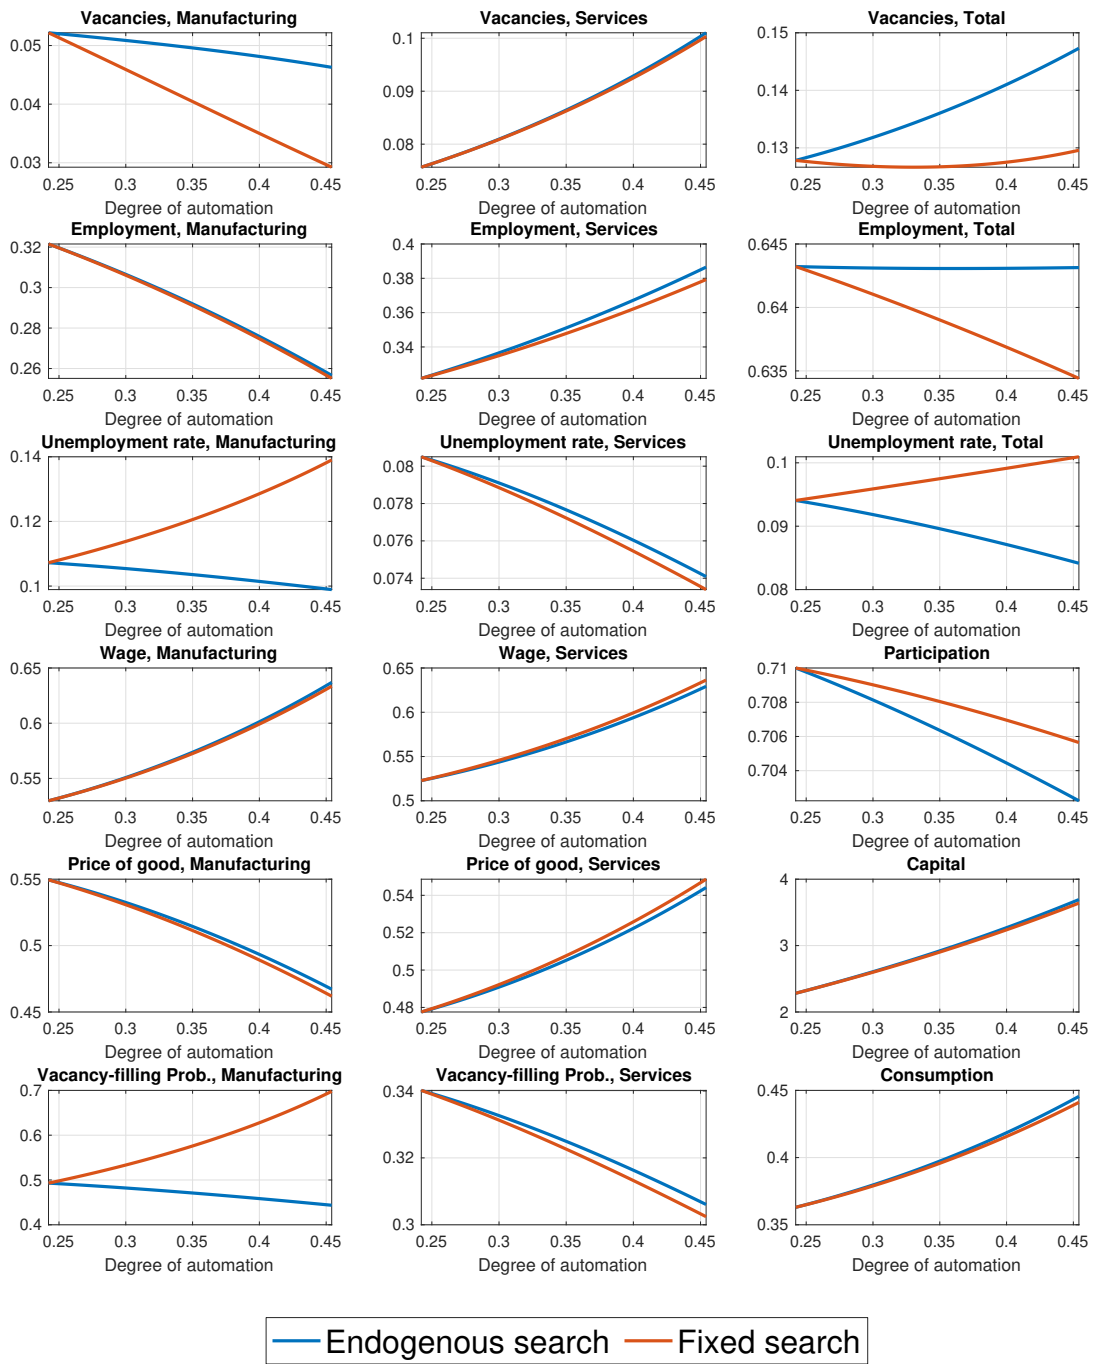 Vacancies, Manufacturing
0.05
0.04
0.03
0.25 0.3 0.35 0.4 0.45
Degree of automation
Vacancies, Services
0.1
0.09
0.08
0.25 0.3 0.35 0.4 0.45
Degree of automation
Vacancies, Total
0.15
0.14
0.13
0.25 0.3 0.35 0.4 0.45
Degree of automation
Employment, Manufacturing
0.32
0.3
0.28
0.26
0.25 0.3 0.35 0.4 0.45
Degree of automation
Employment, Services
0.4
0.38
0.36
0.34
0.25 0.3 0.35 0.4 0.45
Degree of automation
Employment, Total
0.645
0.64
0.635
0.25 0.3 0.35 0.4 0.45
Degree of automation
Unemployment rate, Manufacturing
0.14
0.12
0.1
0.25 0.3 0.35 0.4 0.45
Degree of automation
Unemployment rate, Services
0.08
0.078
0.076
0.074
0.25 0.3 0.35 0.4 0.45
Degree of automation
Unemployment rate, Total
0.1
0.09
0.08
0.25 0.3 0.35 0.4 0.45
Degree of automation
Wage, Manufacturing
0.65
0.6
0.55
0.25 0.3 0.35 0.4 0.45
Degree of automation
Wage, Services
0.65
0.6
0.55
0.5
0.25 0.3 0.35 0.4 0.45
Degree of automation
Participation
0.71
0.708
0.706
0.704
0.25 0.3 0.35 0.4 0.45
Degree of automation
Price of good, Manufacturing
0.55
0.5
0.45
0.25 0.3 0.35 0.4 0.45
Degree of automation
Price of good, Services
0.54
0.52
0.5
0.48
0.25 0.3 0.35 0.4 0.45
Degree of automation
Capital
4
3
2
0.25 0.3 0.35 0.4 0.45
Degree of automation
Vacancy-filling Prob., Manufacturing
0.7
0.6
0.5
0.4
0.25 0.3 0.35 0.4 0.45
Degree of automation
Vacancy-filling Prob., Services
0.34
0.32
0.3
0.25 0.3 0.35 0.4 0.45
Degree of automation
Consumption
0.45
0.4
0.35
0.25 0.3 0.35 0.4 0.45
Degree of automation
Endogenous search Fixed search